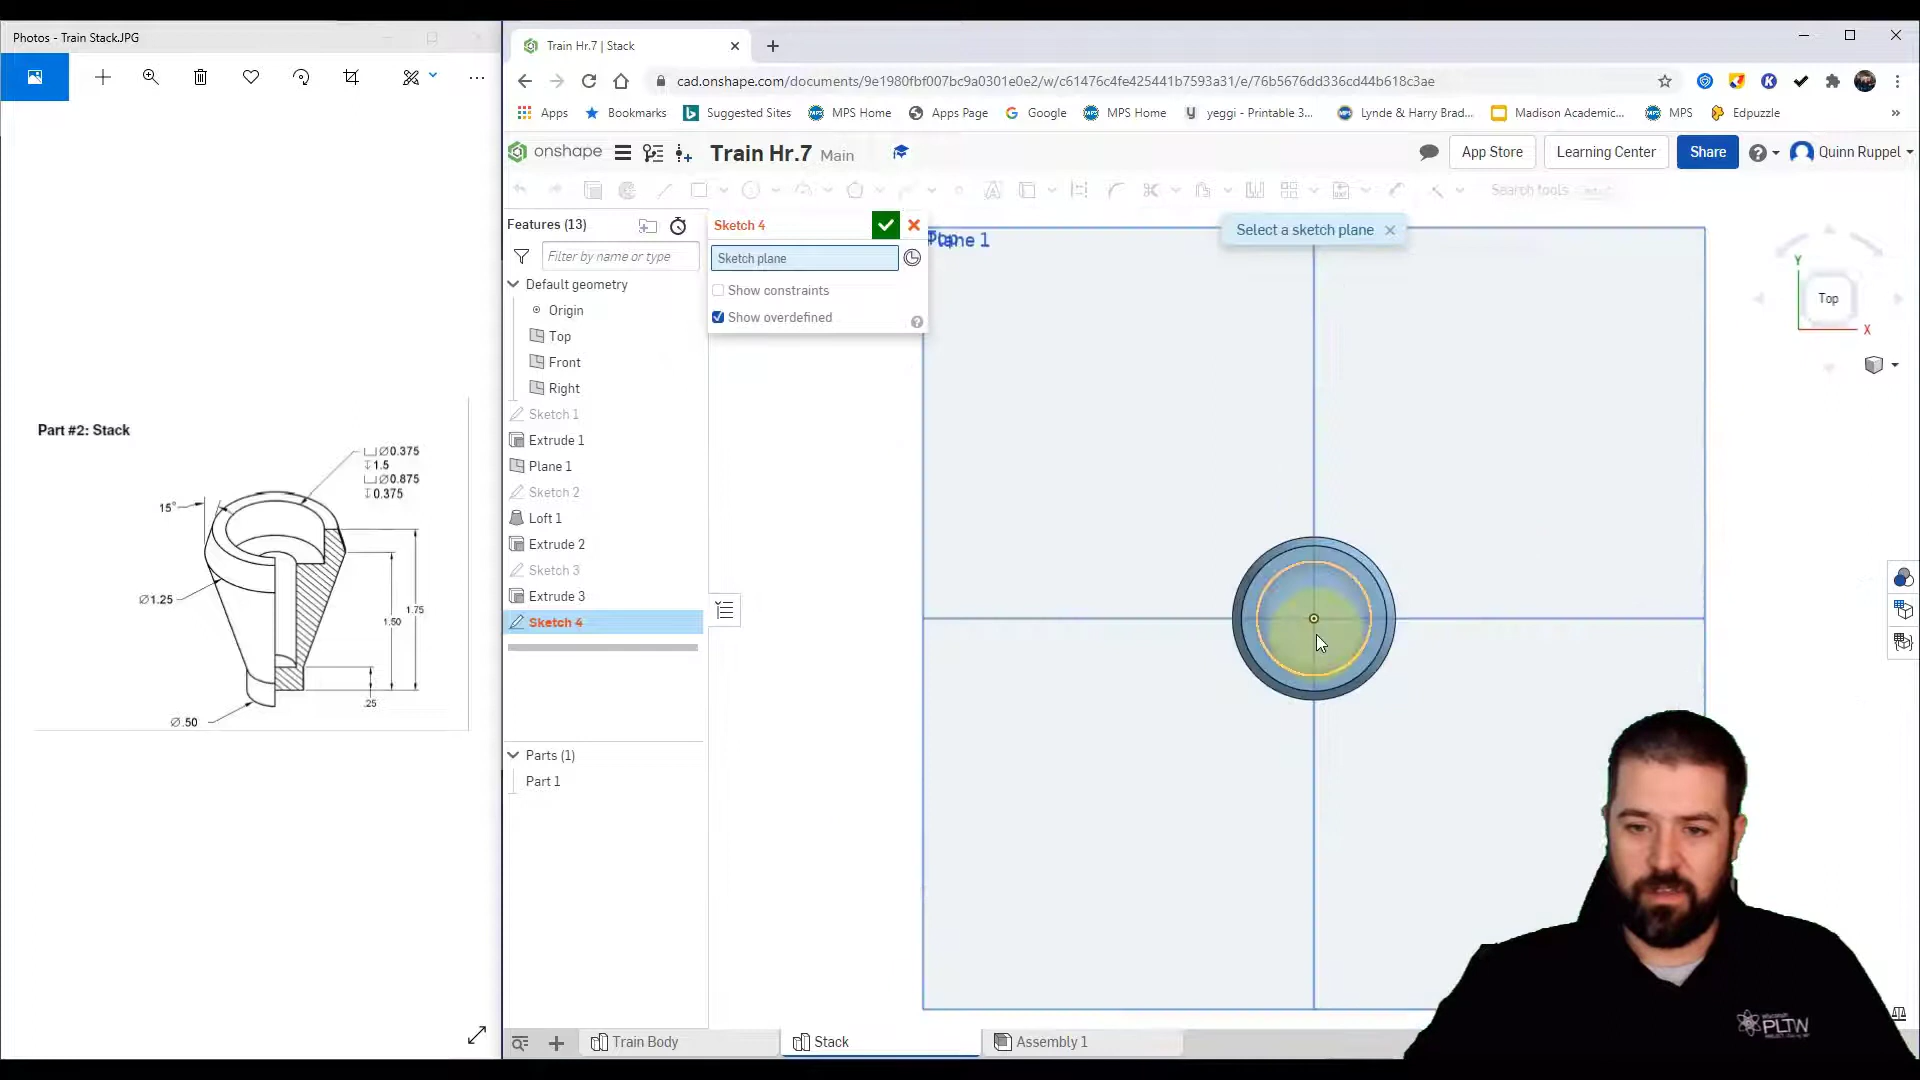 Photos - Train Stack.JPG
Part #2: Stack
⌴∅0.375
↧1.5
⌴∅0.875
↧0.375
15°
∅1.25
1.75
1.50
.25
∅.50
Train Hr.7 | Stack
cad.onshape.com/documents/9e1980fbf007bc9a0301e0e2/w/c61476c4fe425441b7593a31/e/76b5676dd336cd44b618c3ae
Apps Bookmarks Suggested Sites MPS Home Apps Page Google MPS Home yeggi - Printable 3... Lynde & Harry Brad... Madison Academic... MPS Edpuzzle »
onshape Train Hr.7 Main App Store Learning Center Share Quinn Ruppel
Search tools...
Features (13)
Filter by name or type
Default geometry
Origin
Top
Front
Right
Sketch 1
Extrude 1
Plane 1
Sketch 2
Loft 1
Extrude 2
Sketch 3
Extrude 3
Sketch 4
Parts (1)
Part 1
Sketch 4
Sketch plane
Show constraints
Show overdefined
Top
Plane 1
Select a sketch plane
Y
Top
X
Train Body Stack Assembly 1
PLTW